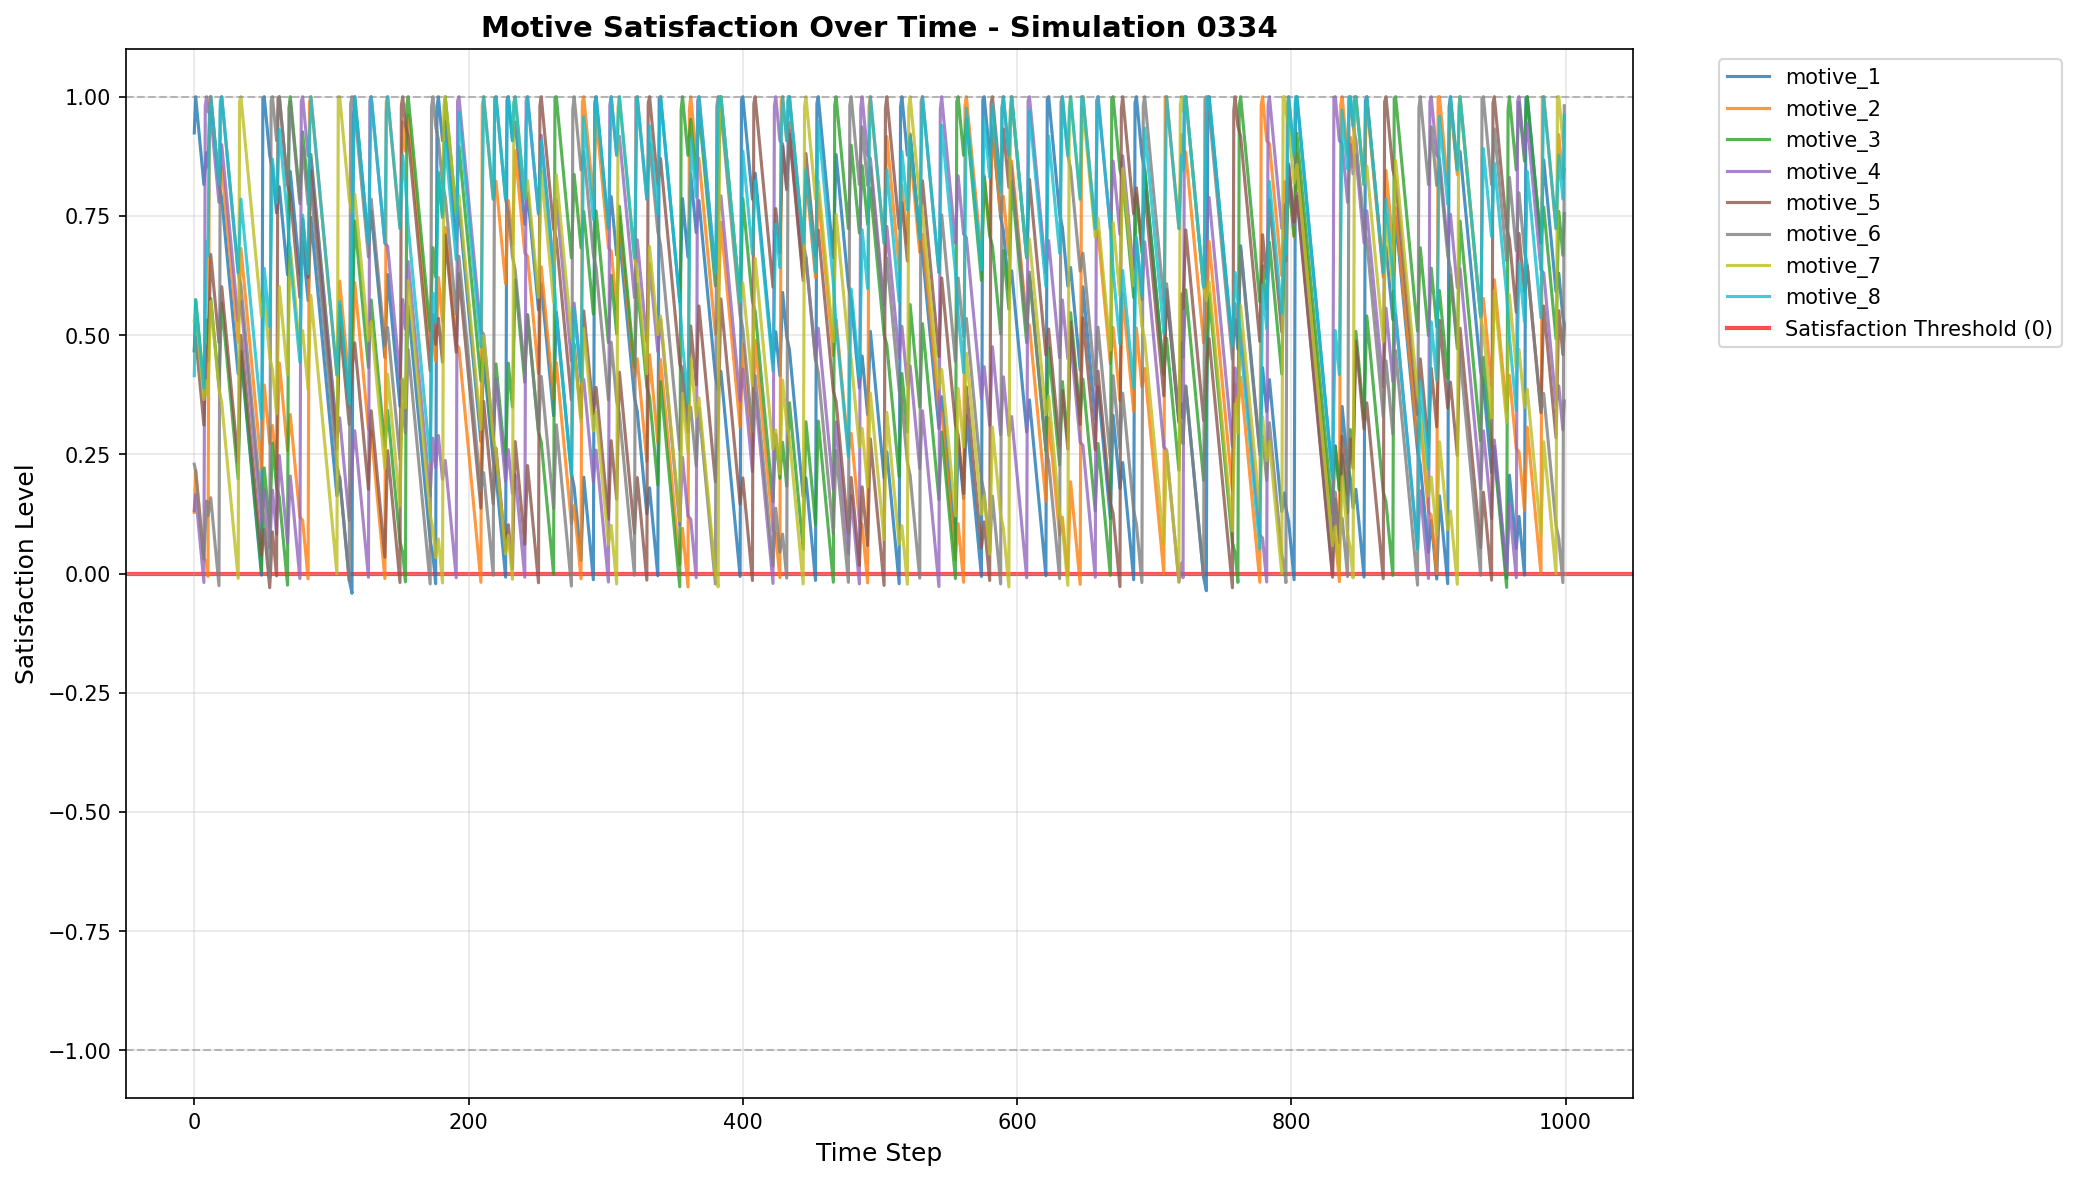 Motive Satisfaction Over Time - Simulation 0334
Satisfaction Level
1.00
0.75
0.50
0.25
0.00
−0.25
−0.50
−0.75
−1.00
0
200
400
600
800
1000
Time Step
motive_1
motive_2
motive_3
motive_4
motive_5
motive_6
motive_7
motive_8
Satisfaction Threshold (0)